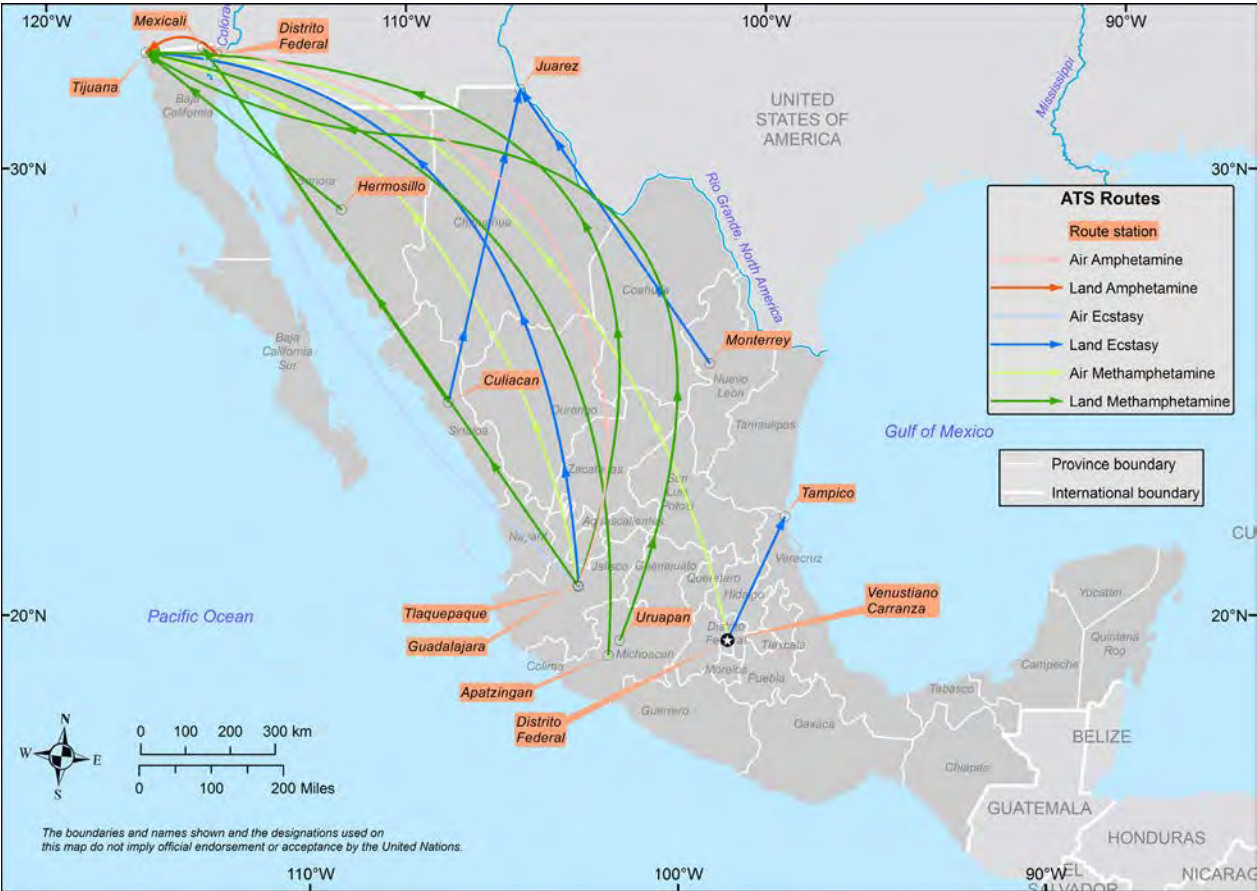 120°W
110°W
100°W
90°W
Mexicali
Colora
Distrito
Federal
Tijuana
Baja
California
Juarez
UNITED
STATES OF
AMERICA
Mississippi
30°N
30°N
Sonora
Hermosillo
Chihuahua
Rio Grande, North America
ATS Routes
Route station
Air Amphetamine
Land Amphetamine
Air Ecstasy
Land Ecstasy
Air Methamphetamine
Land Methamphetamine
Coahuila
Baja
California
Sur
Monterrey
Nuevo
Leon
Culiacan
Sinaloa
Durango
Tamaulipas
Gulf of Mexico
Province boundary
International boundary
Zacatecas
San
Luis
Potosi
Tampico
Aguascalientes
Nayarit
Veracruz
Jalisco
Guanajuato
Queretaro
Hidalgo
Venustiano
Carranza
Yucatan
CU
20°N
20°N
Pacific Ocean
Tlaquepaque
Guadalajara
Uruapan
Distrito
Federal
Tlaxcala
Quintana
Roo
Michoacan
Colima
Morelos
Puebla
Campeche
Apatzingan
Tabasco
Guerrero
Distrito
Federal
Oaxaca
BELIZE
Chiapas
N
W
E
S
0 100 200 300 km
0 100 200 Miles
GUATEMALA
HONDURAS
The boundaries and names shown and the designations used on
this map do not imply official endorsement or acceptance by the United Nations.
110°W
100°W
90°W
EL
SALVADOR
NICARAG